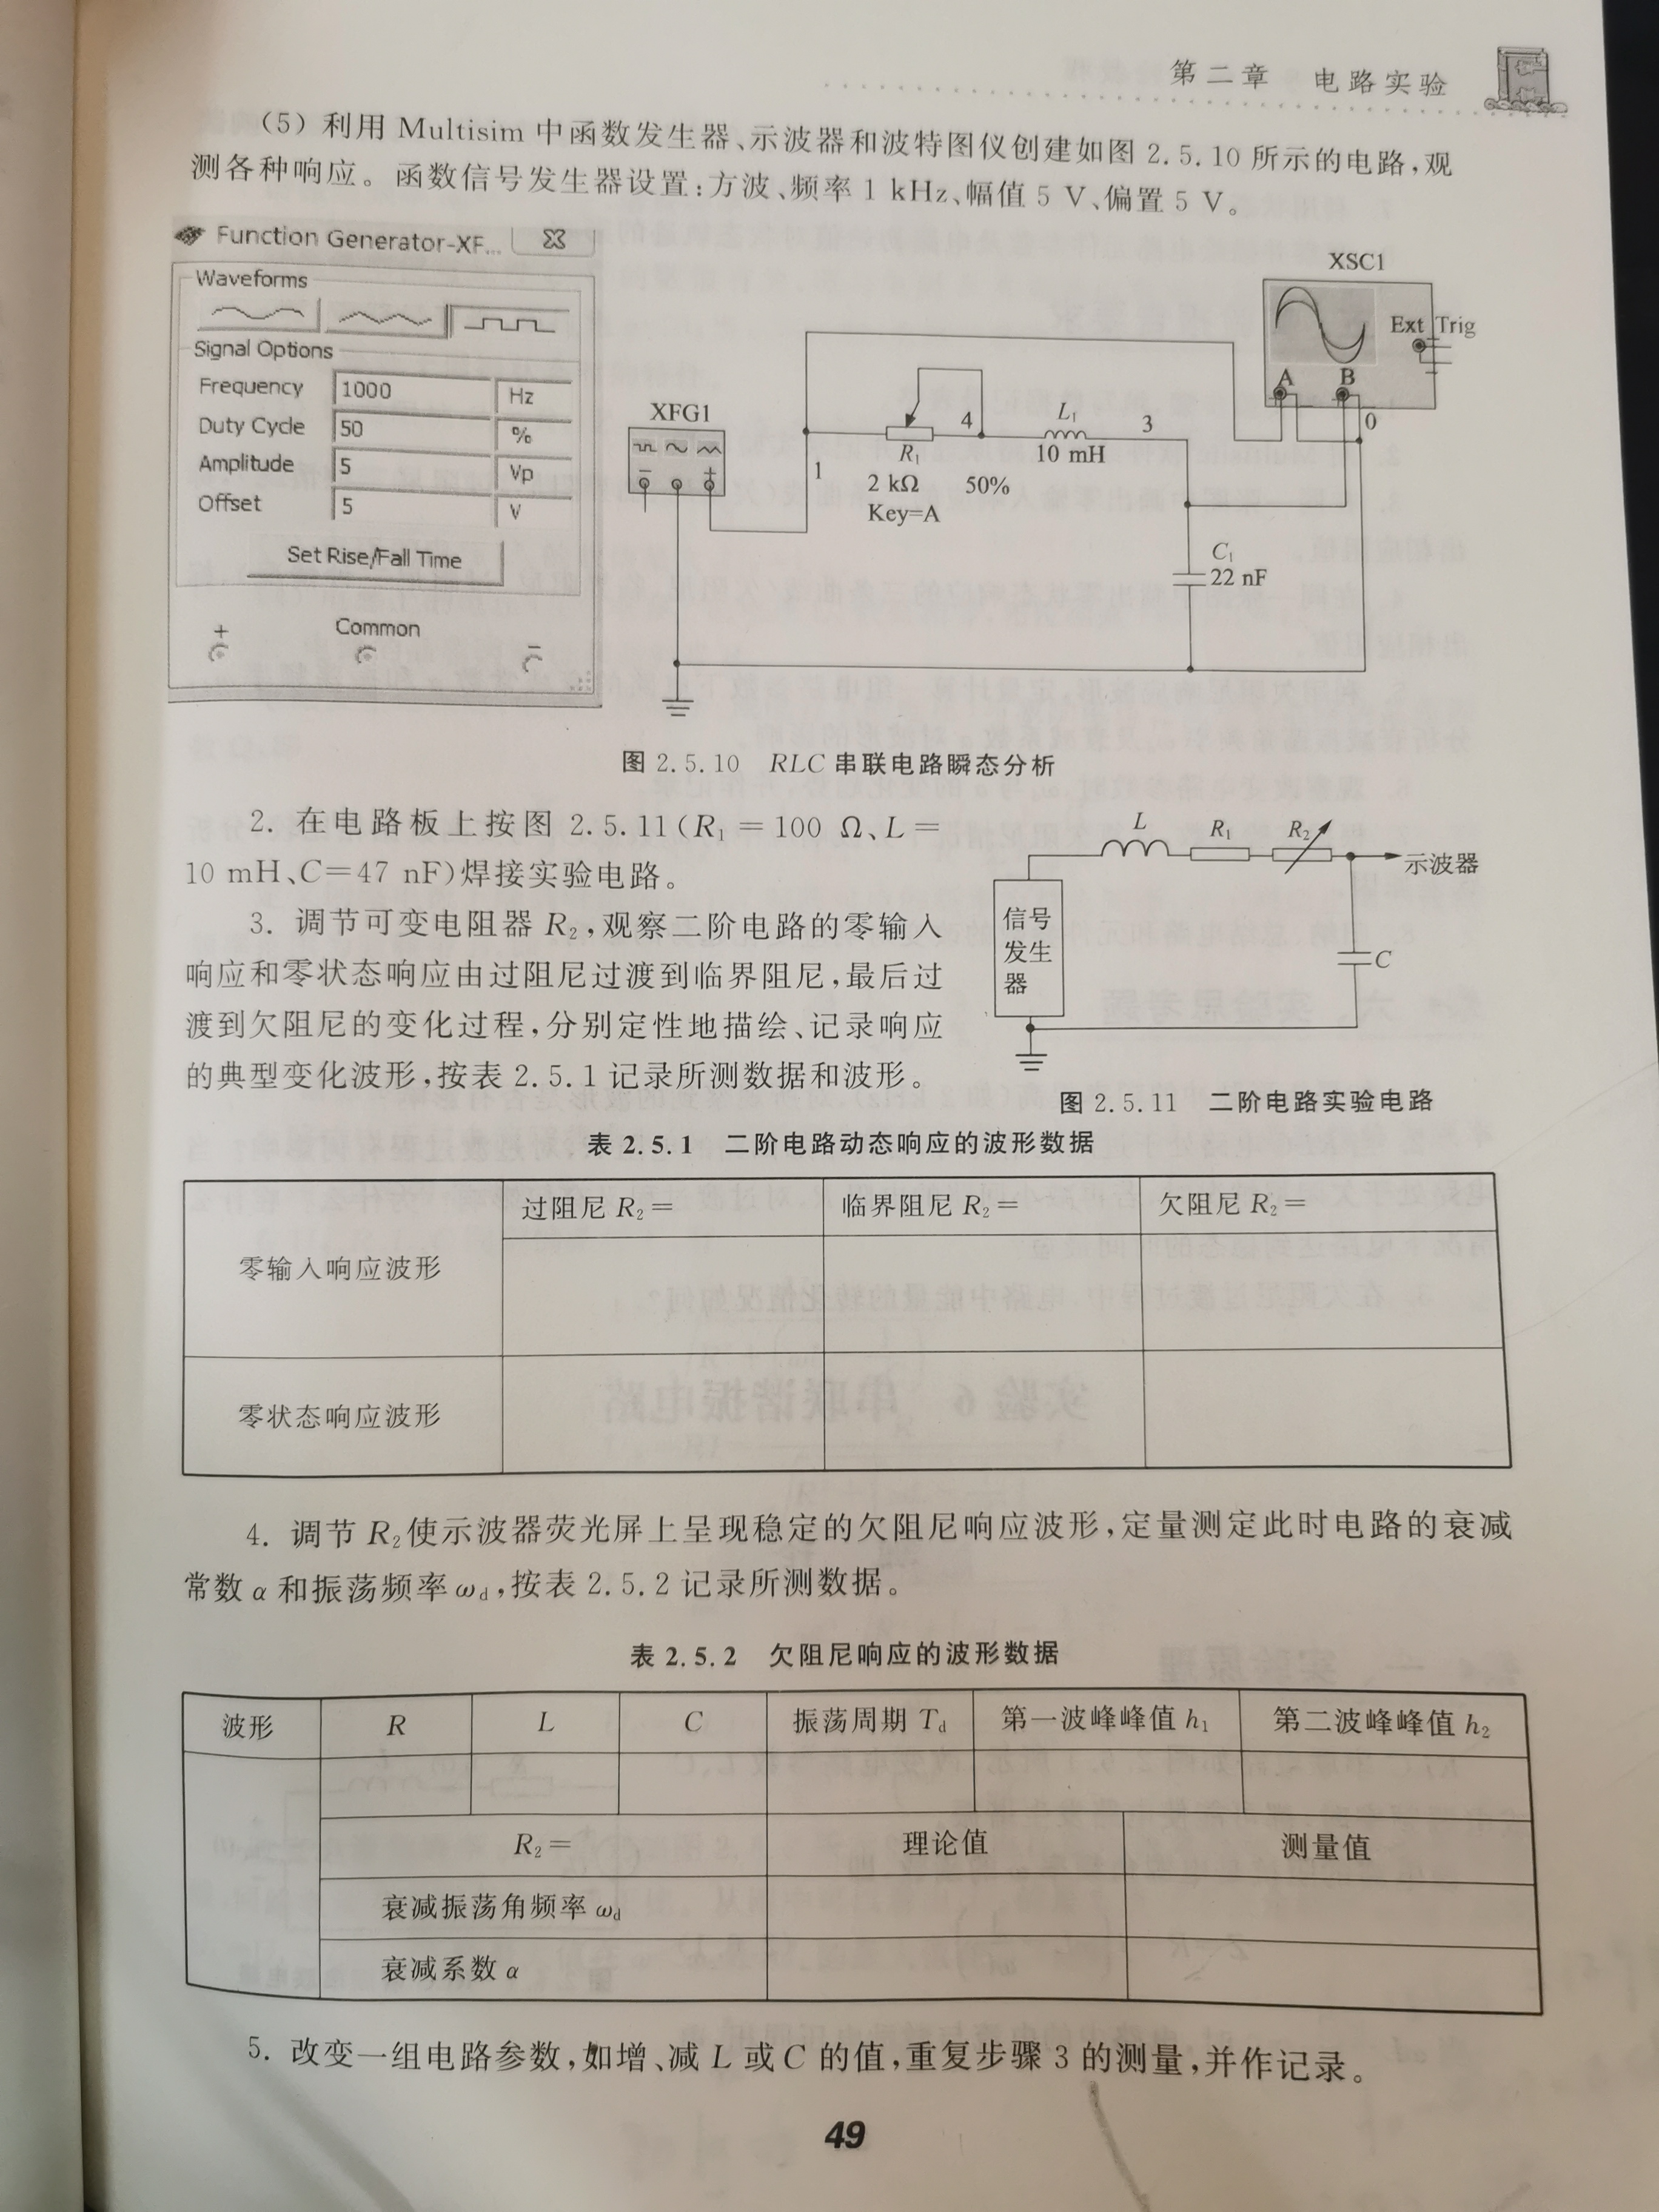 第二章 电路实验
(5) 利用 Multisim 中函数发生器、示波器和波特图仪创建如图 2.5.10 所示的电路,观
测各种响应。函数信号发生器设置:方波、频率 1 kHz、幅值 5 V、偏置 5 V。
Function Generator-XF...
Waveforms
Signal Options
Frequency 1000 Hz
Duty Cycle 50 %
Amplitude 5 Vp
Offset 5 V
Set Rise/Fall Time
+ Common −
XFG1
1
R₁
2 kΩ 50%
Key=A
4
L₁
10 mH
3
C₁
22 nF
XSC1
Ext Trig
A B
0
图 2.5.10 RLC 串联电路瞬态分析
2. 在电路板上按图 2.5.11(R₁ = 100 Ω、L =
10 mH、C=47 nF)焊接实验电路。
3. 调节可变电阻器 R₂,观察二阶电路的零输入
响应和零状态响应由过阻尼过渡到临界阻尼,最后过
渡到欠阻尼的变化过程,分别定性地描绘、记录响应
的典型变化波形,按表 2.5.1 记录所测数据和波形。
L R₁ R₂
示波器
信号
发生
器
C
图 2.5.11 二阶电路实验电路
表 2.5.1 二阶电路动态响应的波形数据
过阻尼 R₂= 临界阻尼 R₂= 欠阻尼 R₂=
零输入响应波形
零状态响应波形
4. 调节 R₂使示波器荧光屏上呈现稳定的欠阻尼响应波形,定量测定此时电路的衰减
常数 α 和振荡频率 ωd,按表 2.5.2 记录所测数据。
表 2.5.2 欠阻尼响应的波形数据
波形 R L C 振荡周期 Td 第一波峰峰值 h₁ 第二波峰峰值 h₂
R₂= 理论值 测量值
衰减振荡角频率 ωd
衰减系数 α
5. 改变一组电路参数,如增、减 L 或 C 的值,重复步骤 3 的测量,并作记录。
49